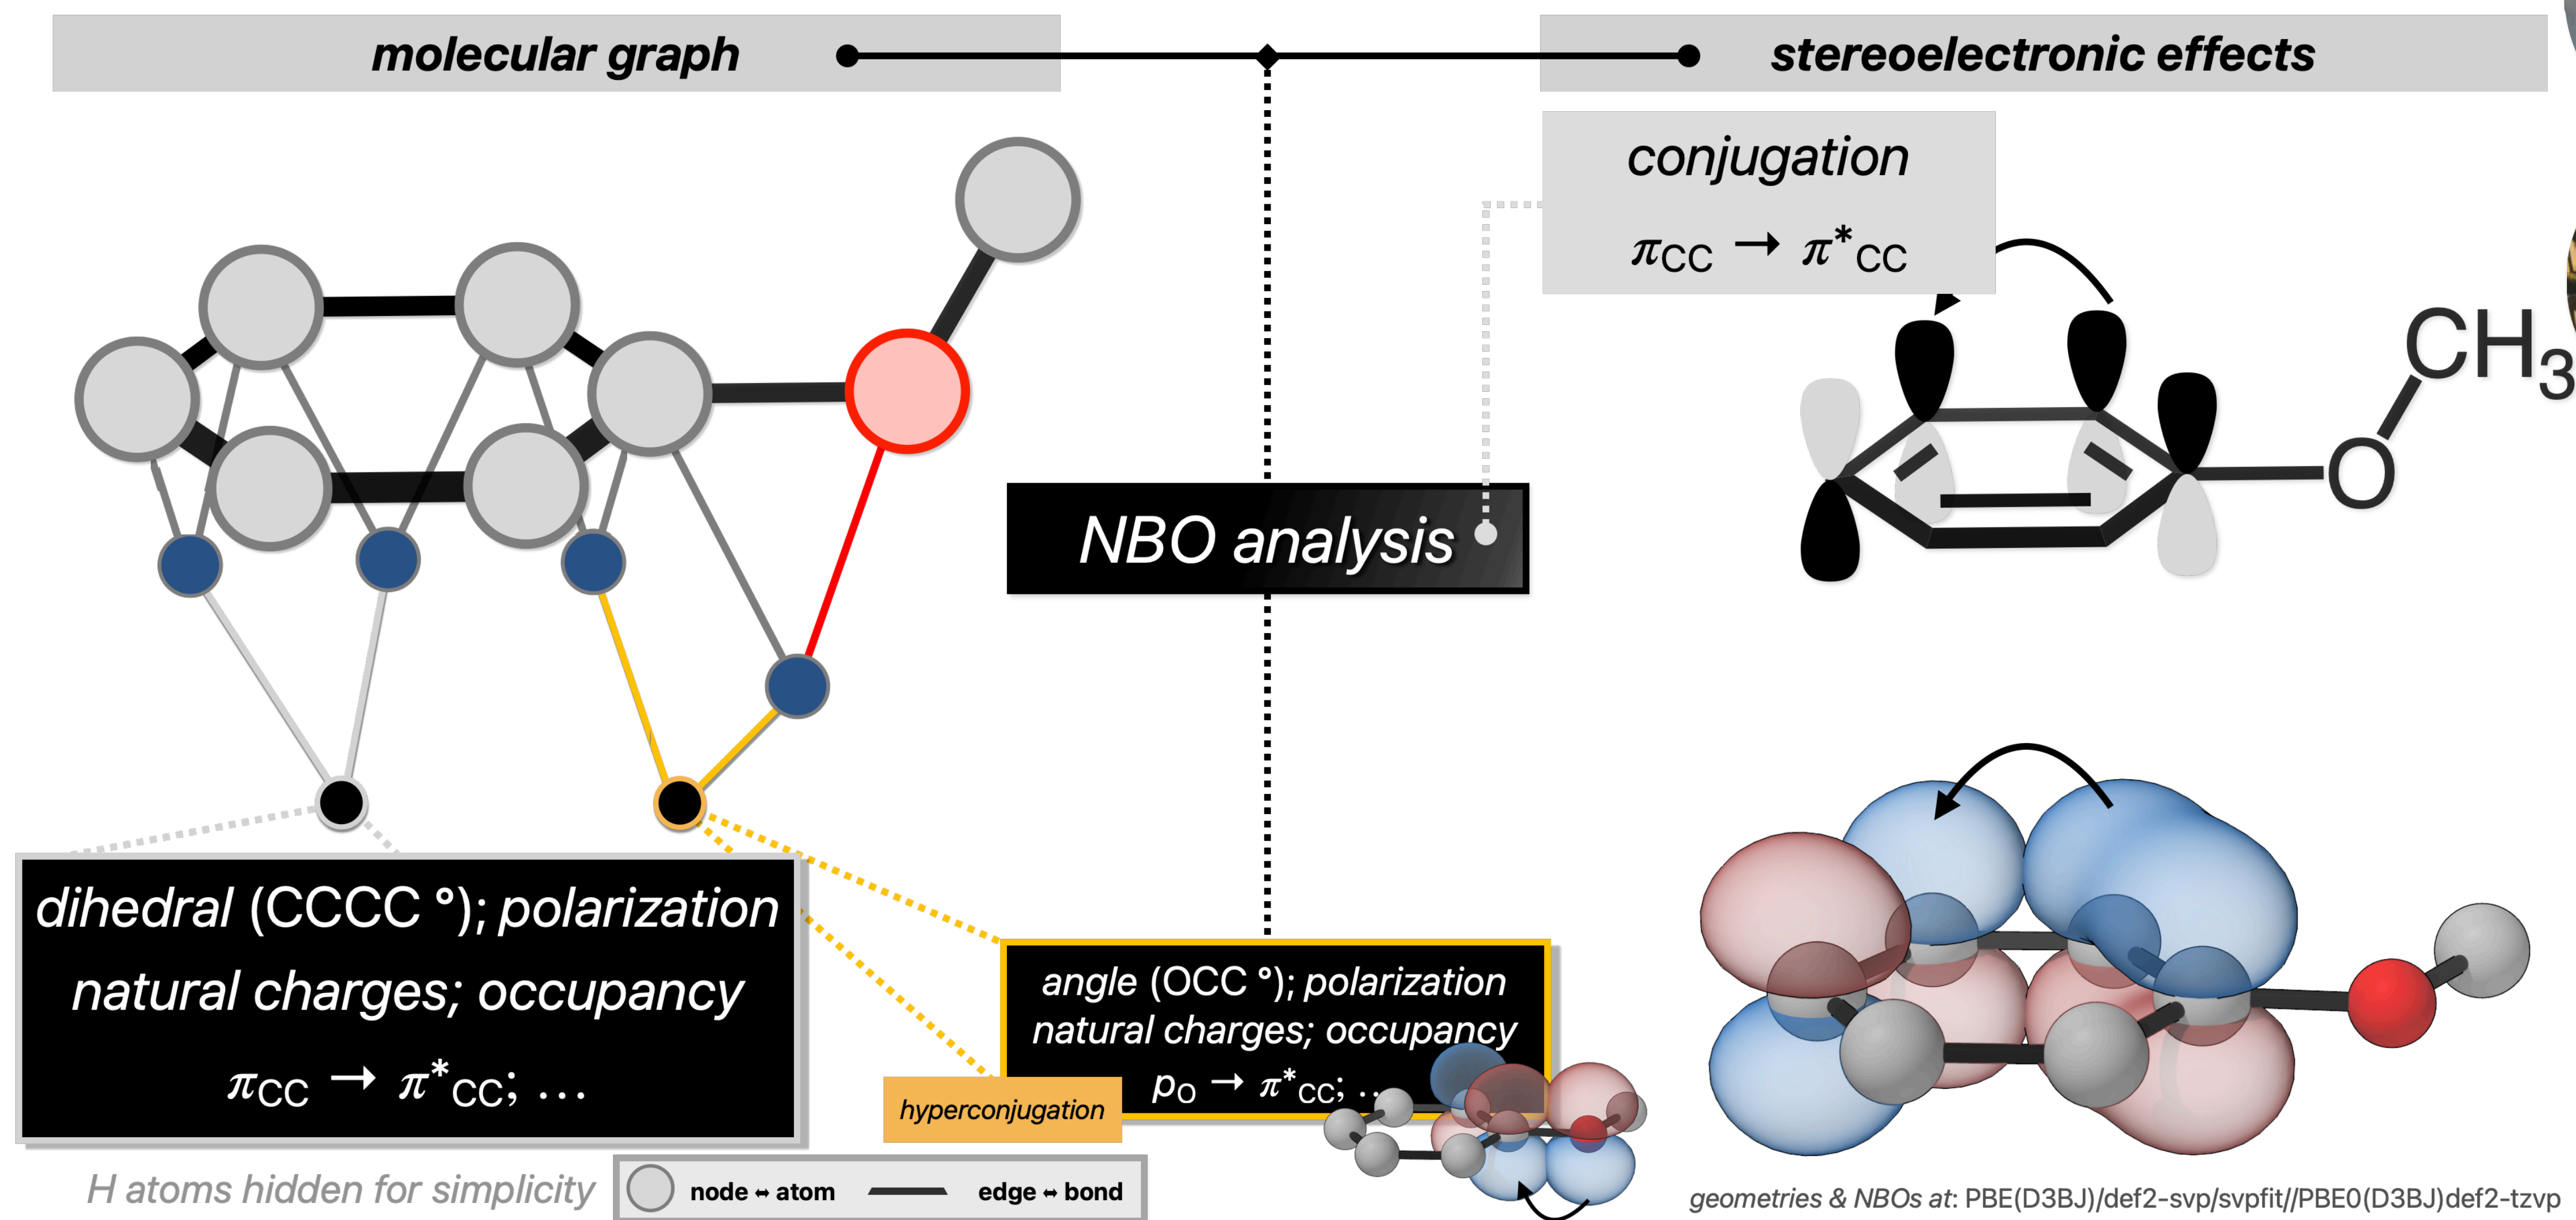 molecular graph
stereoelectronic effects
conjugation
πCC → π*CC
CH3
O
NBO analysis
dihedral (CCCC °); polarization
natural charges; occupancy
πCC → π*CC; …
angle (OCC °); polarization
natural charges; occupancy
pO → π*CC; …
hyperconjugation
H atoms hidden for simplicity
node ↔ atom
edge ↔ bond
geometries & NBOs at: PBE(D3BJ)/def2-svp/svpfit//PBE0(D3BJ)def2-tzvp